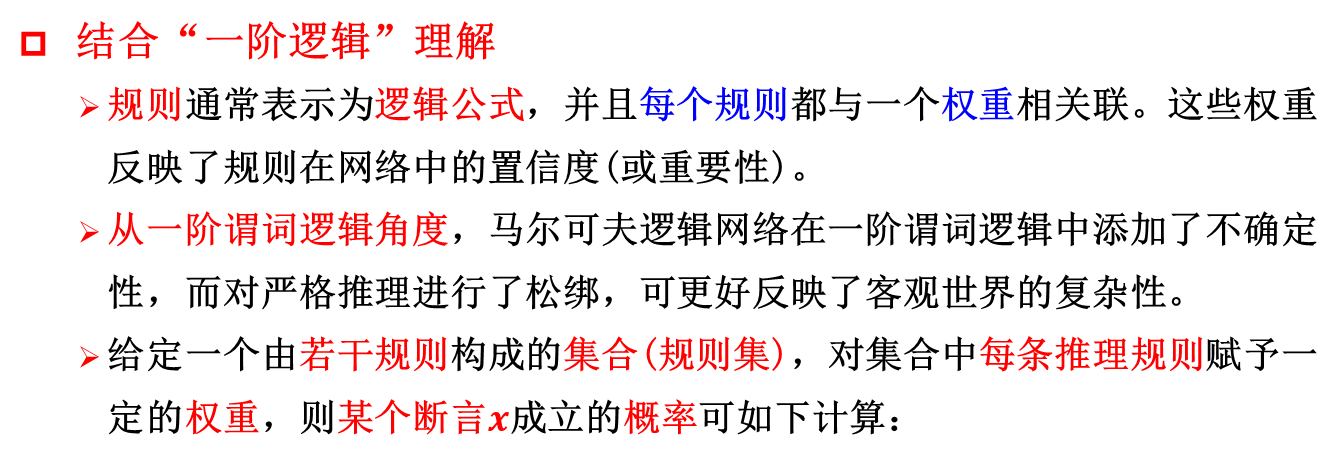 结合“一阶逻辑”理解
规则通常表示为逻辑公式，并且每个规则都与一个权重相关联。这些权重
反映了规则在网络中的置信度(或重要性)。
从一阶谓词逻辑角度，马尔可夫逻辑网络在一阶谓词逻辑中添加了不确定
性，而对严格推理进行了松绑，可更好反映了客观世界的复杂性。
给定一个由若干规则构成的集合(规则集)，对集合中每条推理规则赋予一
定的权重，则某个断言x成立的概率可如下计算：